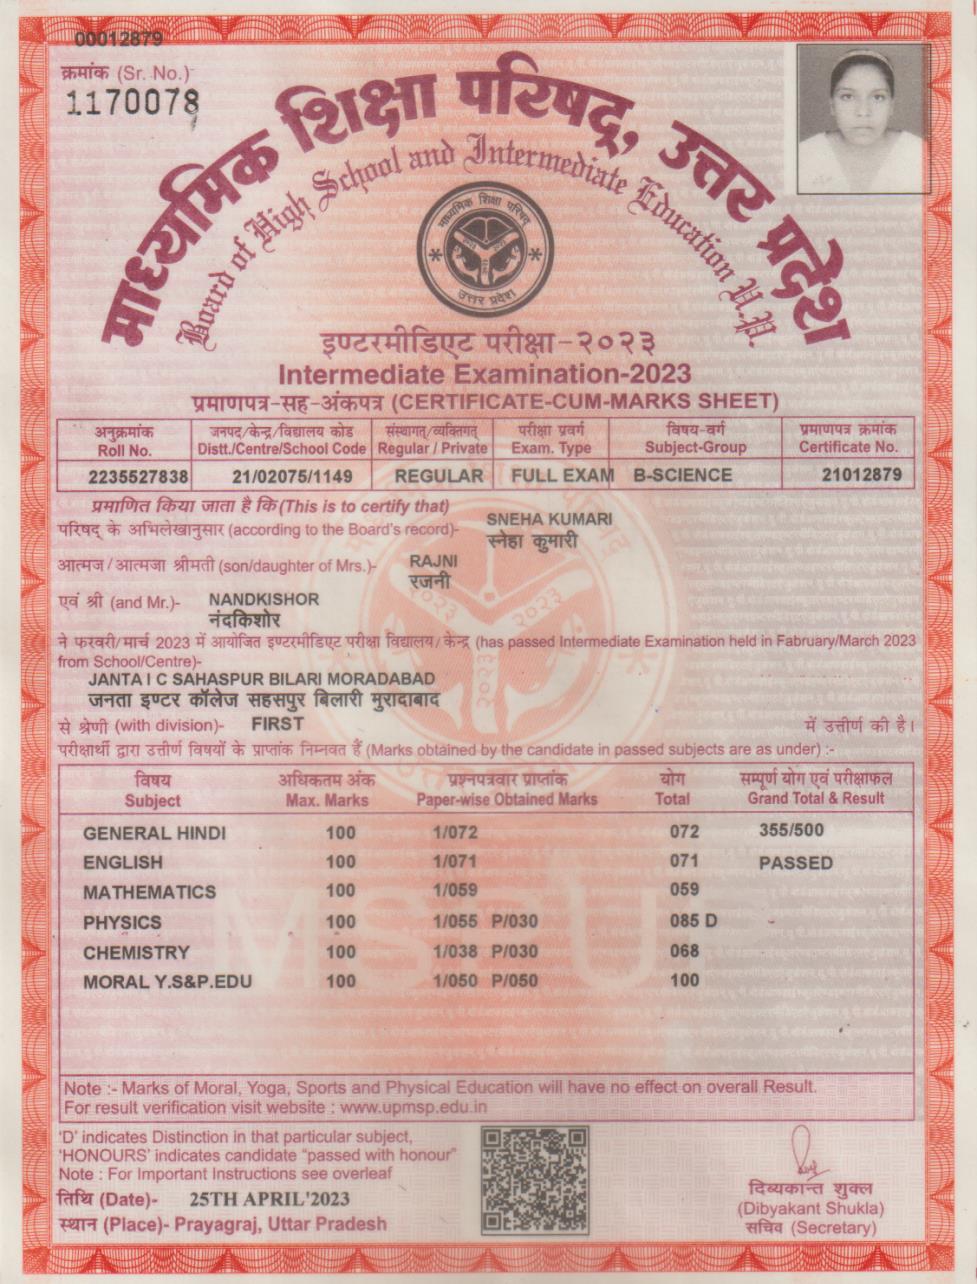 00012879
क्रमांक (Sr. No.)
1170078
माध्यमिक शिक्षा परिषद्, उत्तर प्रदेश
Board of High School and Intermediate Education U.P.
माध्यमिक शिक्षा परिषद्
उत्तर प्रदेश
इण्टरमीडिएट परीक्षा-२०२३
Intermediate Examination-2023
प्रमाणपत्र-सह-अंकपत्र (CERTIFICATE-CUM-MARKS SHEET)
अनुक्रमांक जनपद/केन्द्र/विद्यालय कोड संस्थागत/व्यक्तिगत परीक्षा प्रवर्ग विषय-वर्ग प्रमाणपत्र क्रमांक
Roll No. Distt./Centre/School Code Regular / Private Exam. Type Subject-Group Certificate No.
2235527838 21/02075/1149 REGULAR FULL EXAM B-SCIENCE 21012879
प्रमाणित किया जाता है कि (This is to certify that)
SNEHA KUMARI
परिषद् के अभिलेखानुसार (according to the Board's record)-
स्नेहा कुमारी
RAJNI
आत्मज/आत्मजा श्रीमती (son/daughter of Mrs.)-
रजनी
एवं श्री (and Mr.)- NANDKISHOR
नंदकिशोर
ने फरवरी/मार्च 2023 में आयोजित इण्टरमीडिएट परीक्षा विद्यालय/केन्द्र (has passed Intermediate Examination held in Fabruary/March 2023
from School/Centre)-
JANTA I C SAHASPUR BILARI MORADABAD
जनता इण्टर कॉलेज सहसपुर बिलारी मुरादाबाद
से श्रेणी (with division)- FIRST में उत्तीर्ण की है।
परीक्षार्थी द्वारा उत्तीर्ण विषयों के प्राप्तांक निम्नवत हैं (Marks obtained by the candidate in passed subjects are as under) :-
विषय अधिकतम अंक प्रश्नपत्रवार प्राप्तांक योग सम्पूर्ण योग एवं परीक्षाफल
Subject Max. Marks Paper-wise Obtained Marks Total Grand Total & Result
GENERAL HINDI 100 1/072 072 355/500
ENGLISH 100 1/071 071 PASSED
MATHEMATICS 100 1/059 059
PHYSICS 100 1/055 P/030 085 D
CHEMISTRY 100 1/038 P/030 068
MORAL Y.S&P.EDU 100 1/050 P/050 100
Note :- Marks of Moral, Yoga, Sports and Physical Education will have no effect on overall Result.
For result verification visit website : www.upmsp.edu.in
'D' indicates Distinction in that particular subject,
'HONOURS' indicates candidate "passed with honour"
Note : For Important Instructions see overleaf
तिथि (Date)- 25TH APRIL'2023
स्थान (Place)- Prayagraj, Uttar Pradesh
दिब्यकान्त शुक्ल
(Dibyakant Shukla)
सचिव (Secretary)